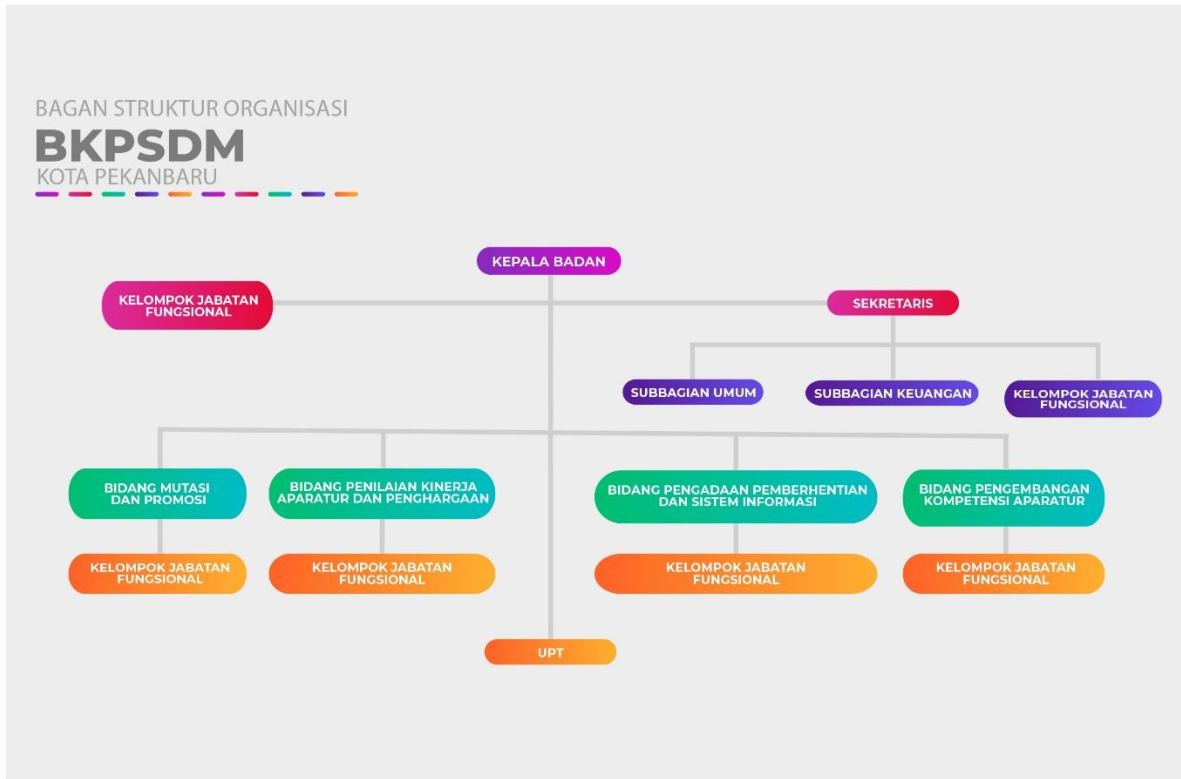 BAGAN STRUKTUR ORGANISASI
BKPSDM
KOTA PEKANBARU
KEPALA BADAN
KELOMPOK JABATAN
FUNGSIONAL
SEKRETARIS
SUBBAGIAN UMUM
SUBBAGIAN KEUANGAN
KELOMPOK JABATAN
FUNGSIONAL
BIDANG MUTASI
DAN PROMOSI
BIDANG PENILAIAN KINERJA
APARATUR DAN PENGHARGAAN
BIDANG PENGADAAN PEMBERHENTIAN
DAN SISTEM INFORMASI
BIDANG PENGEMBANGAN
KOMPETENSI APARATUR
KELOMPOK JABATAN
FUNGSIONAL
KELOMPOK JABATAN
FUNGSIONAL
KELOMPOK JABATAN
FUNGSIONAL
KELOMPOK JABATAN
FUNGSIONAL
UPT